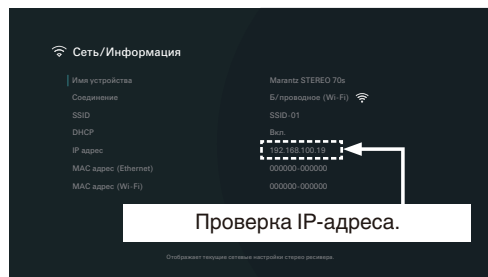 Сеть/Информация
Имя устройства Marantz STEREO 70s
Соединение Б/проводное (Wi-Fi)
SSID SSID-01
DHCP Вкл.
IP адрес 192.168.100.19
MAC адрес (Ethernet) 000000-000000
MAC адрес (Wi-Fi) 000000-000000
Проверка IP-адреса.
Отображает текущие сетевые настройки стерео ресивера.